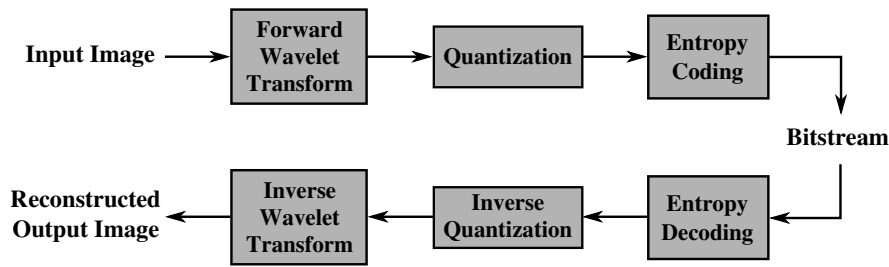 Input Image
Forward
Wavelet
Transform
Quantization
Entropy
Coding
Bitstream
Reconstructed
Output Image
Inverse
Wavelet
Transform
Inverse
Quantization
Entropy
Decoding